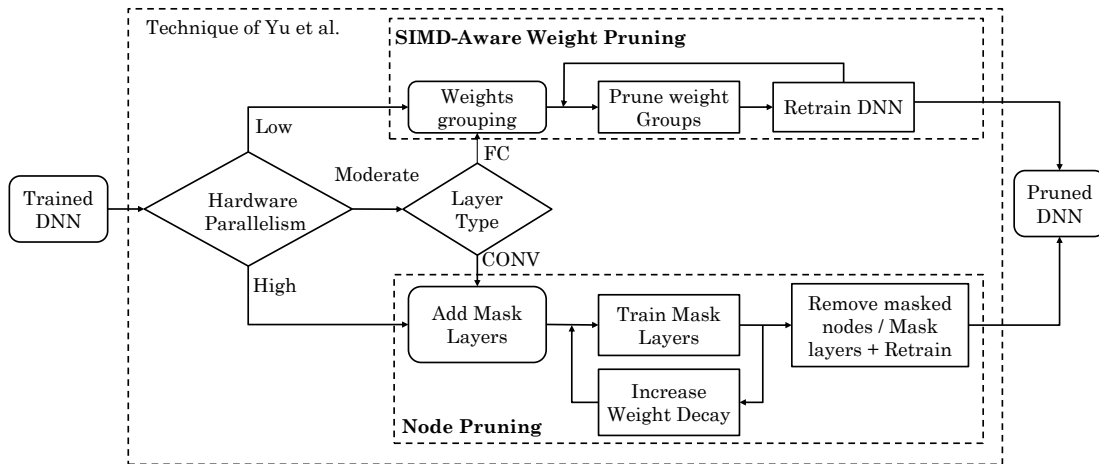 Technique of Yu et al.
SIMD-Aware Weight Pruning
Weights
grouping
Prune weight
Groups
Retrain DNN
Low
FC
Moderate
Trained
DNN
Hardware
Parallelism
Layer
Type
Pruned
DNN
CONV
High
Add Mask
Layers
Train Mask
Layers
Remove masked
nodes / Mask
layers + Retrain
Increase
Weight Decay
Node Pruning